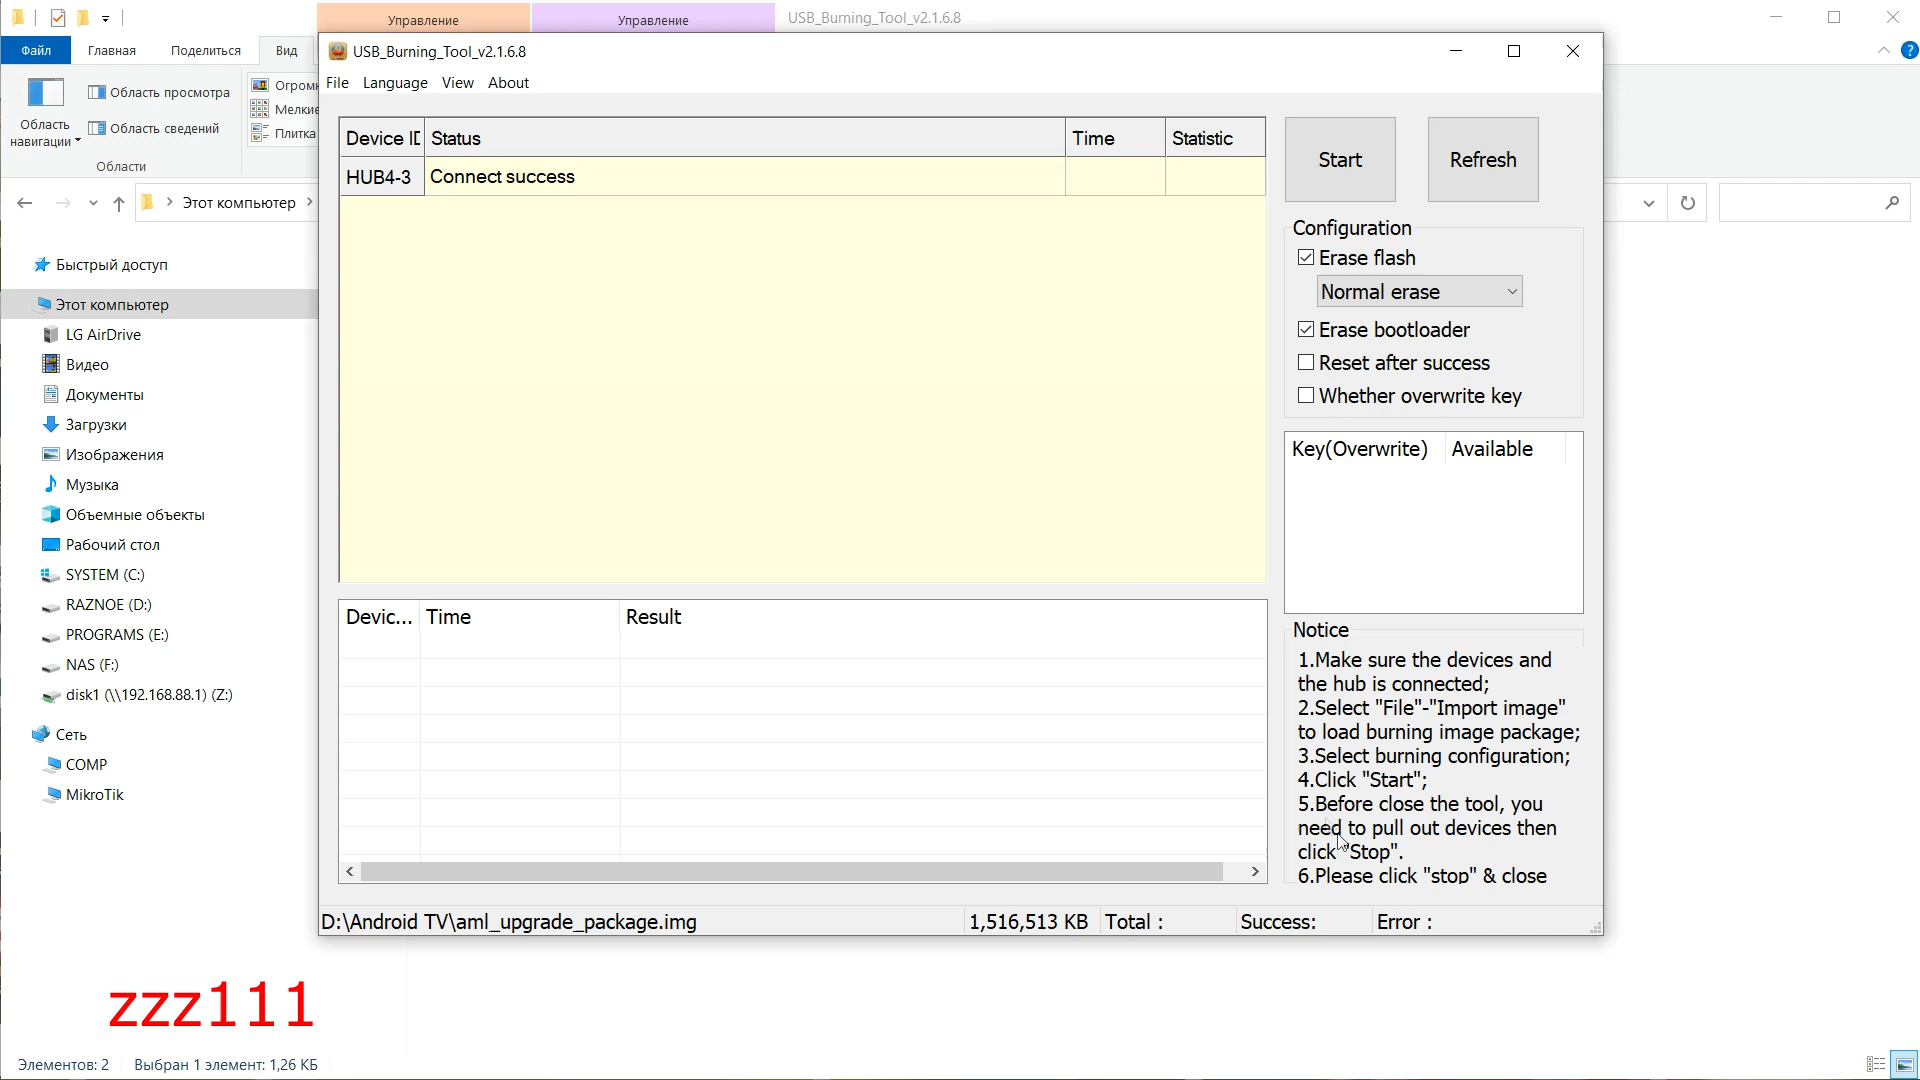 Управление
Управление
USB_Burning_Tool_v2.1.6.8
Файл
Главная
Поделиться
Вид
Область навигации
Область просмотра
Область сведений
Области
Огром
Мелкие
Плитка
Этот компьютер
Быстрый доступ
Этот компьютер
LG AirDrive
Видео
Документы
Загрузки
Изображения
Музыка
Объемные объекты
Рабочий стол
SYSTEM (C:)
RAZNOE (D:)
PROGRAMS (E:)
NAS (F:)
disk1 (\\192.168.88.1) (Z:)
Сеть
COMP
MikroTik
zzz111
Элементов: 2 Выбран 1 элемент: 1,26 КБ
USB_Burning_Tool_v2.1.6.8
File Language View About
Device ID Status Time Statistic
HUB4-3 Connect success
Devic... Time Result
Start Refresh
Configuration
Erase flash
Normal erase
Erase bootloader
Reset after success
Whether overwrite key
Key(Overwrite) Available
Notice
1.Make sure the devices and
the hub is connected;
2.Select "File"-"Import image"
to load burning image package;
3.Select burning configuration;
4.Click "Start";
5.Before close the tool, you
need to pull out devices then
click "Stop".
6.Please click "stop" & close
D:\Android TV\aml_upgrade_package.img 1,516,513 KB Total : Success: Error :